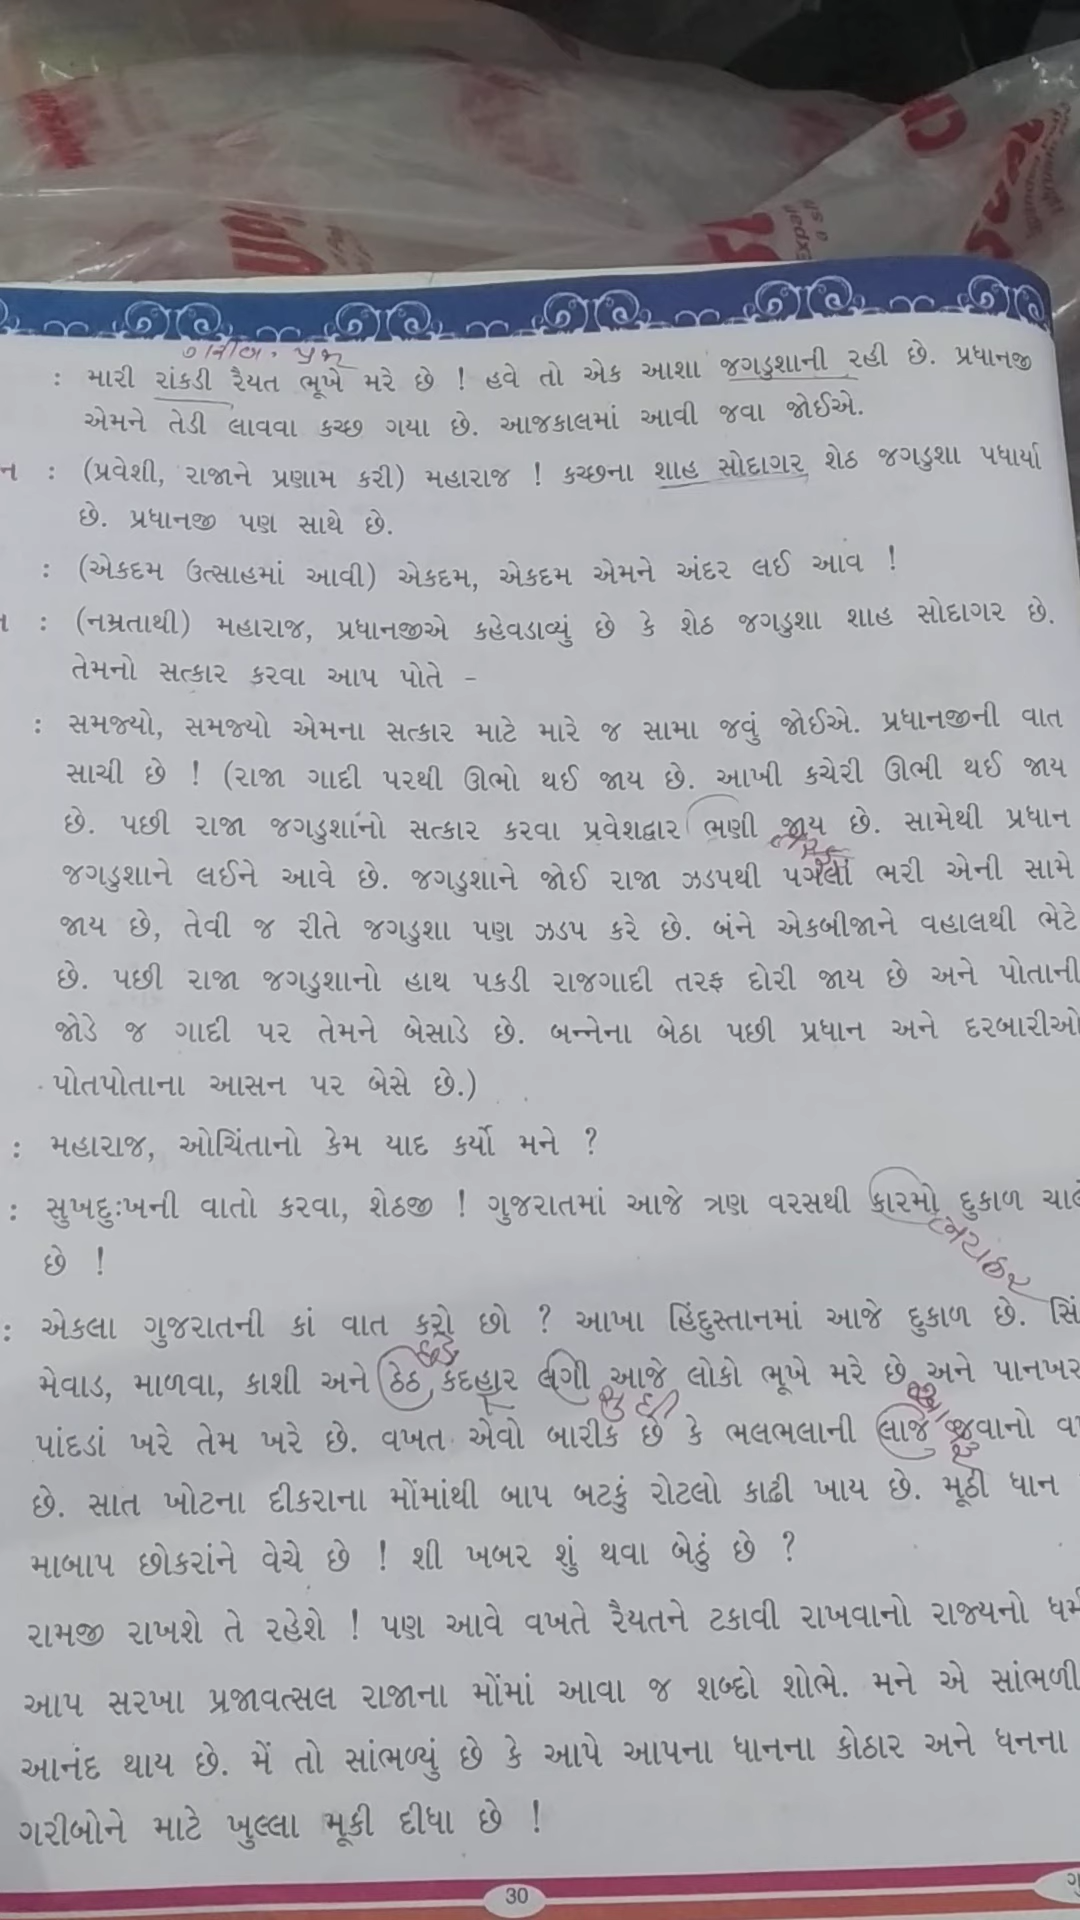 ગરીબ પ્રજા
: મારી રાંકડી રૈયત ભૂખે મરે છે ! હવે તો એક આશા જગડુશાની રહી છે. પ્રધાનજી
એમને તેડી લાવવા કચ્છ ગયા છે. આજકાલમાં આવી જવા જોઈએ.
ન : (પ્રવેશી, રાજાને પ્રણામ કરી) મહારાજ ! કચ્છના શાહ સોદાગર શેઠ જગડુશા પધાર્યા
છે. પ્રધાનજી પણ સાથે છે.
: (એકદમ ઉત્સાહમાં આવી) એકદમ, એકદમ એમને અંદર લઈ આવ !
: (નમ્રતાથી) મહારાજ, પ્રધાનજીએ કહેવડાવ્યું છે કે શેઠ જગડુશા શાહ સોદાગર છે.
તેમનો સત્કાર કરવા આપ પોતે –
: સમજ્યો, સમજ્યો એમના સત્કાર માટે મારે જ સામા જવું જોઈએ. પ્રધાનજીની વાત
સાચી છે ! (રાજા ગાદી પરથી ઊભો થઈ જાય છે. આખી કચેરી ઊભી થઈ જાય
છે. પછી રાજા જગડુશાનો સત્કાર કરવા પ્રવેશદ્વાર ભણી જાય છે. સામેથી પ્રધાન
તરફ
જગડુશાને લઈને આવે છે. જગડુશાને જોઈ રાજા ઝડપથી પગલાં ભરી એની સામે
જાય છે, તેવી જ રીતે જગડુશા પણ ઝડપ કરે છે. બંને એકબીજાને વહાલથી ભેટે
છે. પછી રાજા જગડુશાનો હાથ પકડી રાજગાદી તરફ દોરી જાય છે અને પોતાની
જોડે જ ગાદી પર તેમને બેસાડે છે. બન્નેના બેઠા પછી પ્રધાન અને દરબારીઓ
પોતપોતાના આસન પર બેસે છે.)
: મહારાજ, ઓચિંતાનો કેમ યાદ કર્યો મને ?
: સુખદુઃખની વાતો કરવા, શેઠજી ! ગુજરાતમાં આજે ત્રણ વરસથી કારમો દુકાળ
ભયંકર
છે !
: એકલા ગુજરાતની કાં વાત કરો છો ? આખા હિંદુસ્તાનમાં આજે દુકાળ છે.
મેવાડ, માળવા, કાશી અને ઠેઠ કંદહાર લગી આજે લોકો ભૂખે મરે છે અને
સુધી
પાંદડાં ખરે તેમ ખરે છે. વખત એવો બારીક છે કે ભલભલાની લાજ જવાનો
છે. સાત ખોટના દીકરાના મોંમાંથી બાપ બટકું રોટલો કાઢી ખાય છે. મૂઠી ધાન
માબાપ છોકરાંને વેચે છે ! શી ખબર શું થવા બેઠું છે ?
રામજી રાખશે તે રહેશે ! પણ આવે વખતે રૈયતને ટકાવી રાખવાનો રાજ્યનો
આપ સરખા પ્રજાવત્સલ રાજાના મોંમાં આવા જ શબ્દો શોભે. મને એ સાંભળી
આનંદ થાય છે. મેં તો સાંભળ્યું છે કે આપે આપના ધાનના કોઠાર અને ધનના
ગરીબોને માટે ખુલ્લા મૂકી દીધા છે !
30